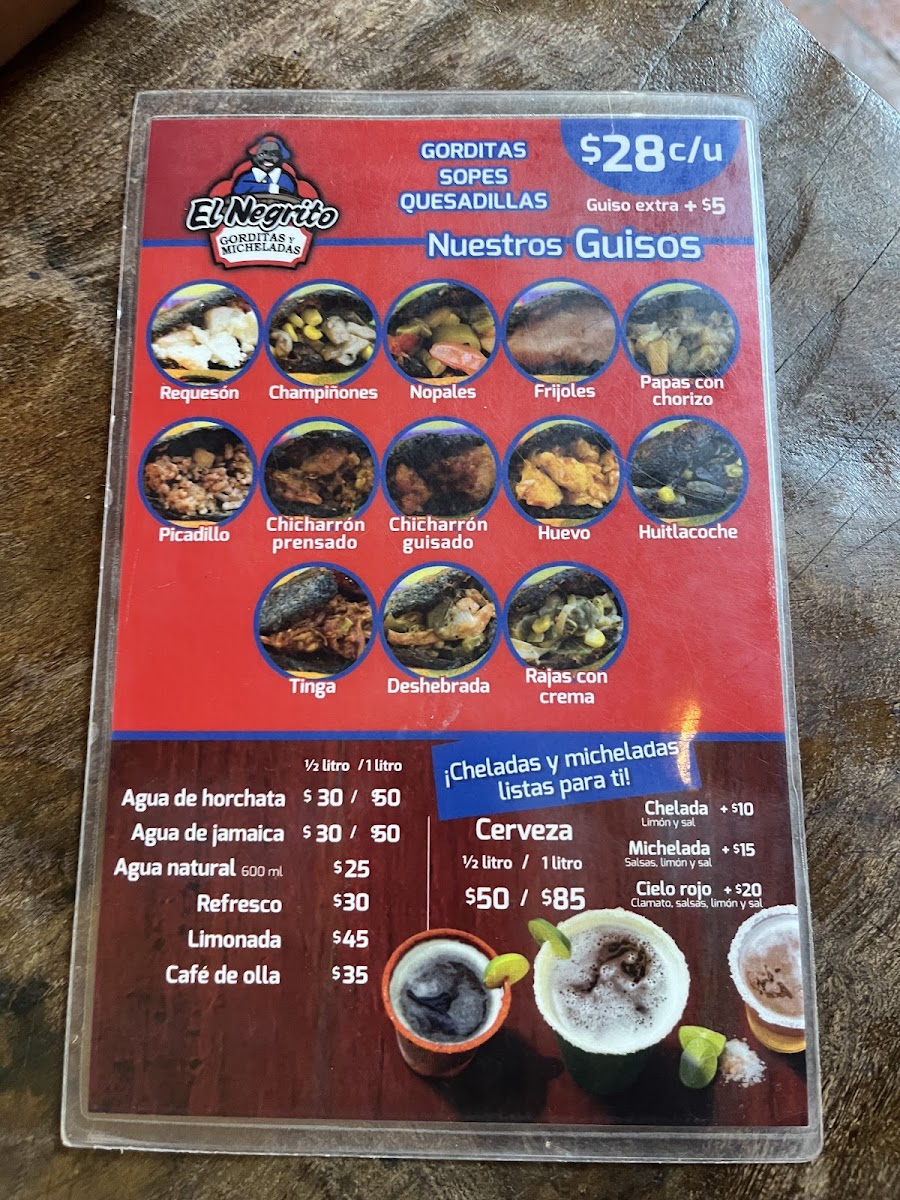 El Negrito
GORDITAS Y
MICHELADAS
GORDITAS
SOPES
QUESADILLAS
$28 c/u
Guiso extra + $5
Nuestros Guisos
Requesón
Champiñones
Nopales
Frijoles
Papas con
chorizo
Picadillo
Chicharrón
prensado
Chicharrón
guisado
Huevo
Huitlacoche
Tinga
Deshebrada
Rajas con
crema
½ litro / 1 litro
Agua de horchata $ 30 / $50
Agua de jamaica $ 30 / $50
Agua natural 600 ml $25
Refresco $30
Limonada $45
Café de olla $35
¡Cheladas y micheladas
listas para ti!
Cerveza
½ litro / 1 litro
$50 / $85
Chelada + $10
Limón y sal
Michelada + $15
Salsas, limón y sal
Cielo rojo + $20
Clamato, salsas, limón y sal